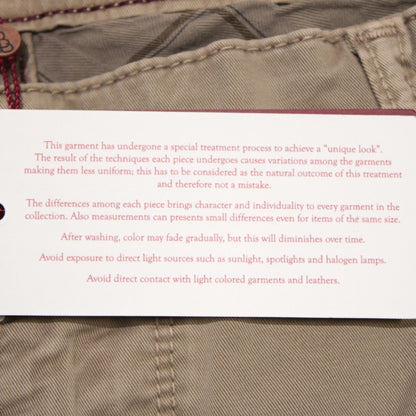 This garment has undergone a special treatment process to achieve a "unique look".
The result of the techniques each piece undergoes causes variations among the garments
making them less uniform; this has to be considered as the natural outcome of this treatment
and therefore not a mistake.
The differences among each piece brings character and individuality to every garment in the
collection. Also measurements can presents small differences even for items of the same size.
After washing, color may fade gradually, but this will diminishes over time.
Avoid exposure to direct light sources such as sunlight, spotlights and halogen lamps.
Avoid direct contact with light colored garments and leathers.